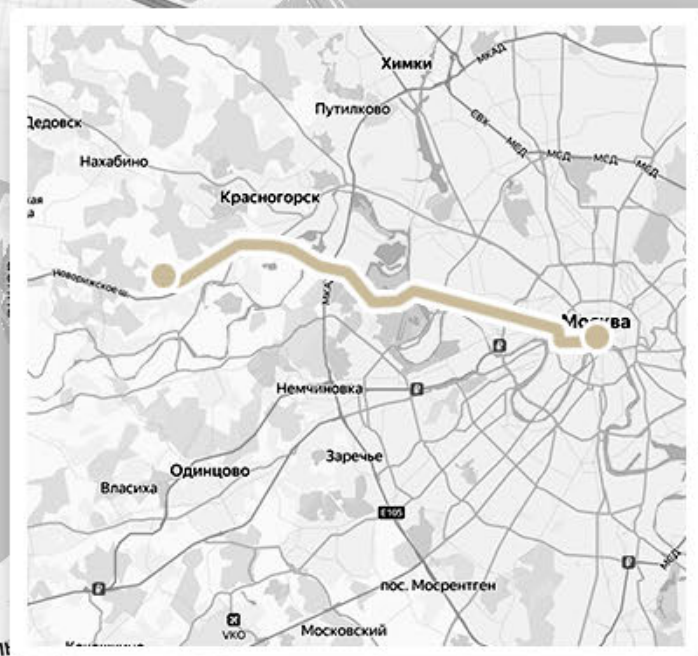 Химки
МКАД
Путилково
Дедовск
СВХ
МСД
МСД
МСД
МСД
Нахабино
Красногорск
Новорижское ш.
Москва
Немчиновка
Заречье
Одинцово
Власиха
E105
МСД
пос. Мосрентген
VKO
Московский